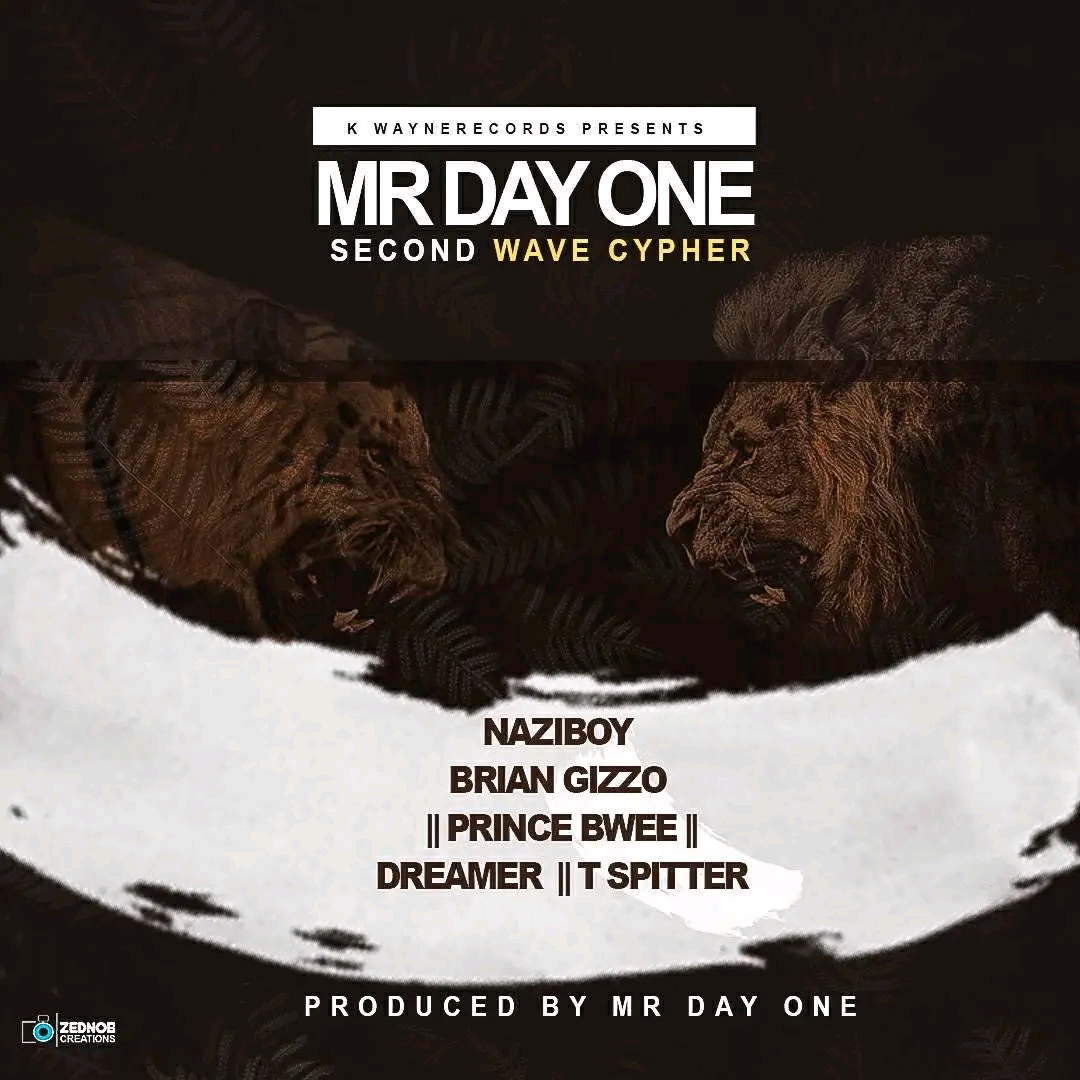 K WAYNERECORDS PRESENTS
MR DAY ONE
SECOND WAVE CYPHER
NAZIBOY
BRIAN GIZZO
|| PRINCE BWEE ||
DREAMER || T SPITTER
PRODUCED BY MR DAY ONE
ZEDNOB
CREATIONS